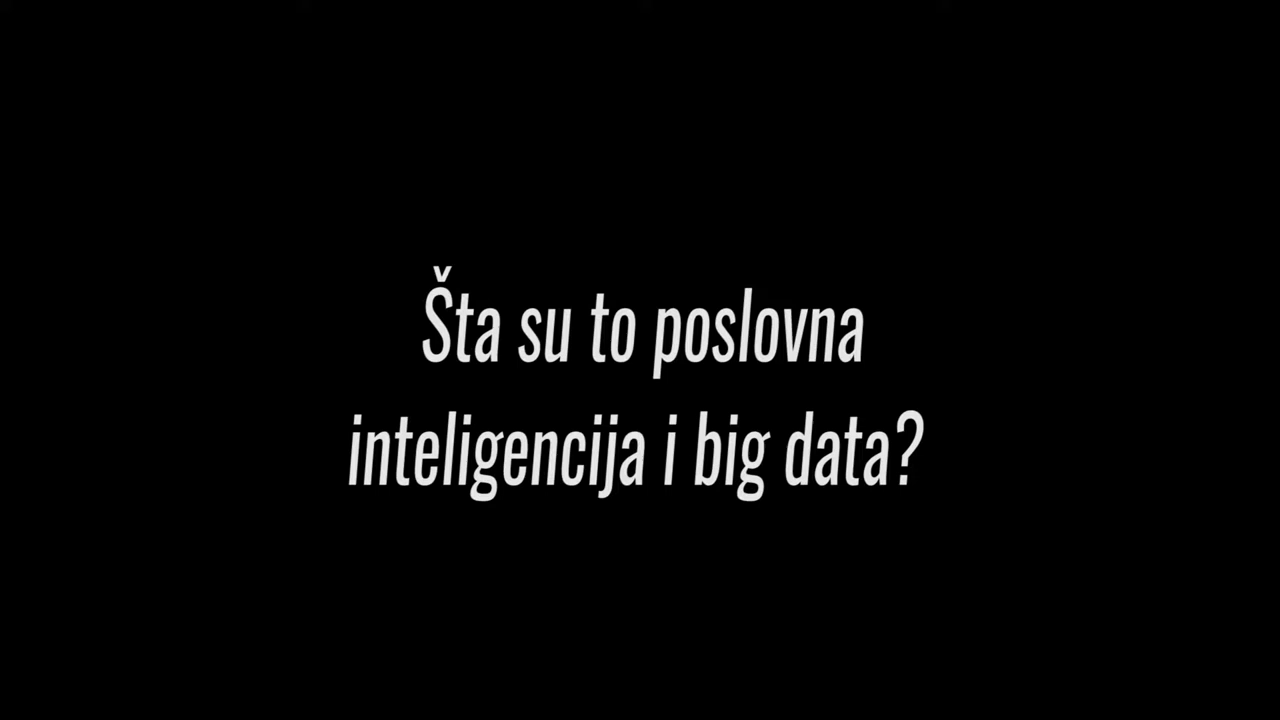 Šta su to poslovna
inteligencija i big data?